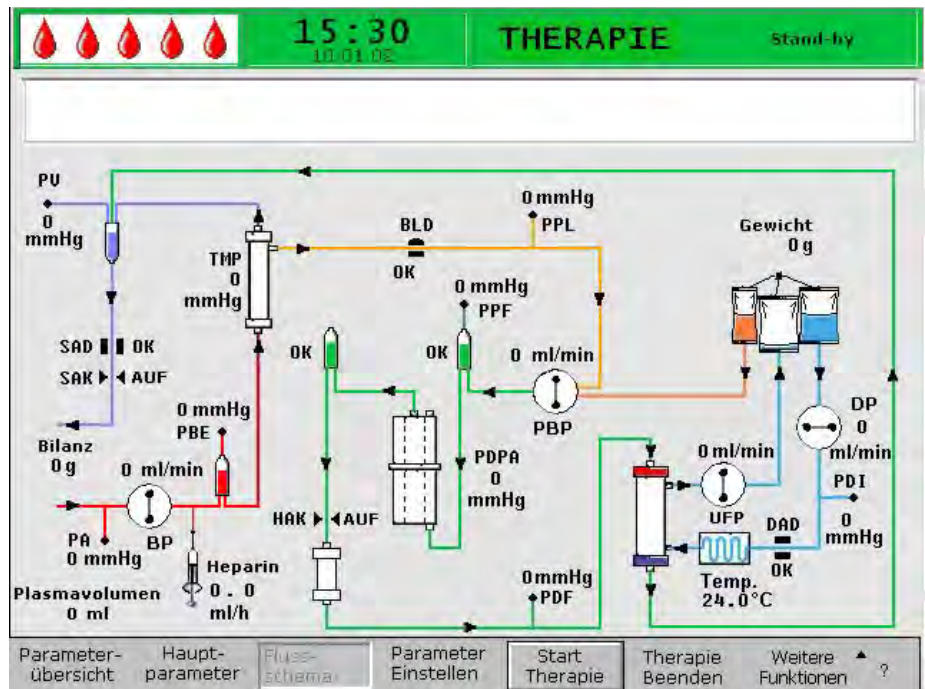 15:30
10.01.02
THERAPIE
Stand-by
PV
0
mmHg
TMP
0
mmHg
BLD
OK
0 mmHg
PPL
Gewicht
0 g
0 mmHg
PPF
SAD OK
SAK AUF
OK
OK
0 ml/min
PBP
DP
0
ml/min
Bilanz
0 g
0 mmHg
PBE
0 ml/min
BP
PDPA
0
mmHg
0 ml/min
UFP
PDI
0
mmHg
HAK AUF
DAD
OK
PA
0 mmHg
Heparin
0.0
ml/h
Plasmavolumen
0 ml
0 mmHg
PDF
Temp.
24.0°C
Parameter-
übersicht
Haupt-
parameter
Fluss-
schema
Parameter
Einstellen
Start
Therapie
Therapie
Beenden
Weitere
Funktionen
?